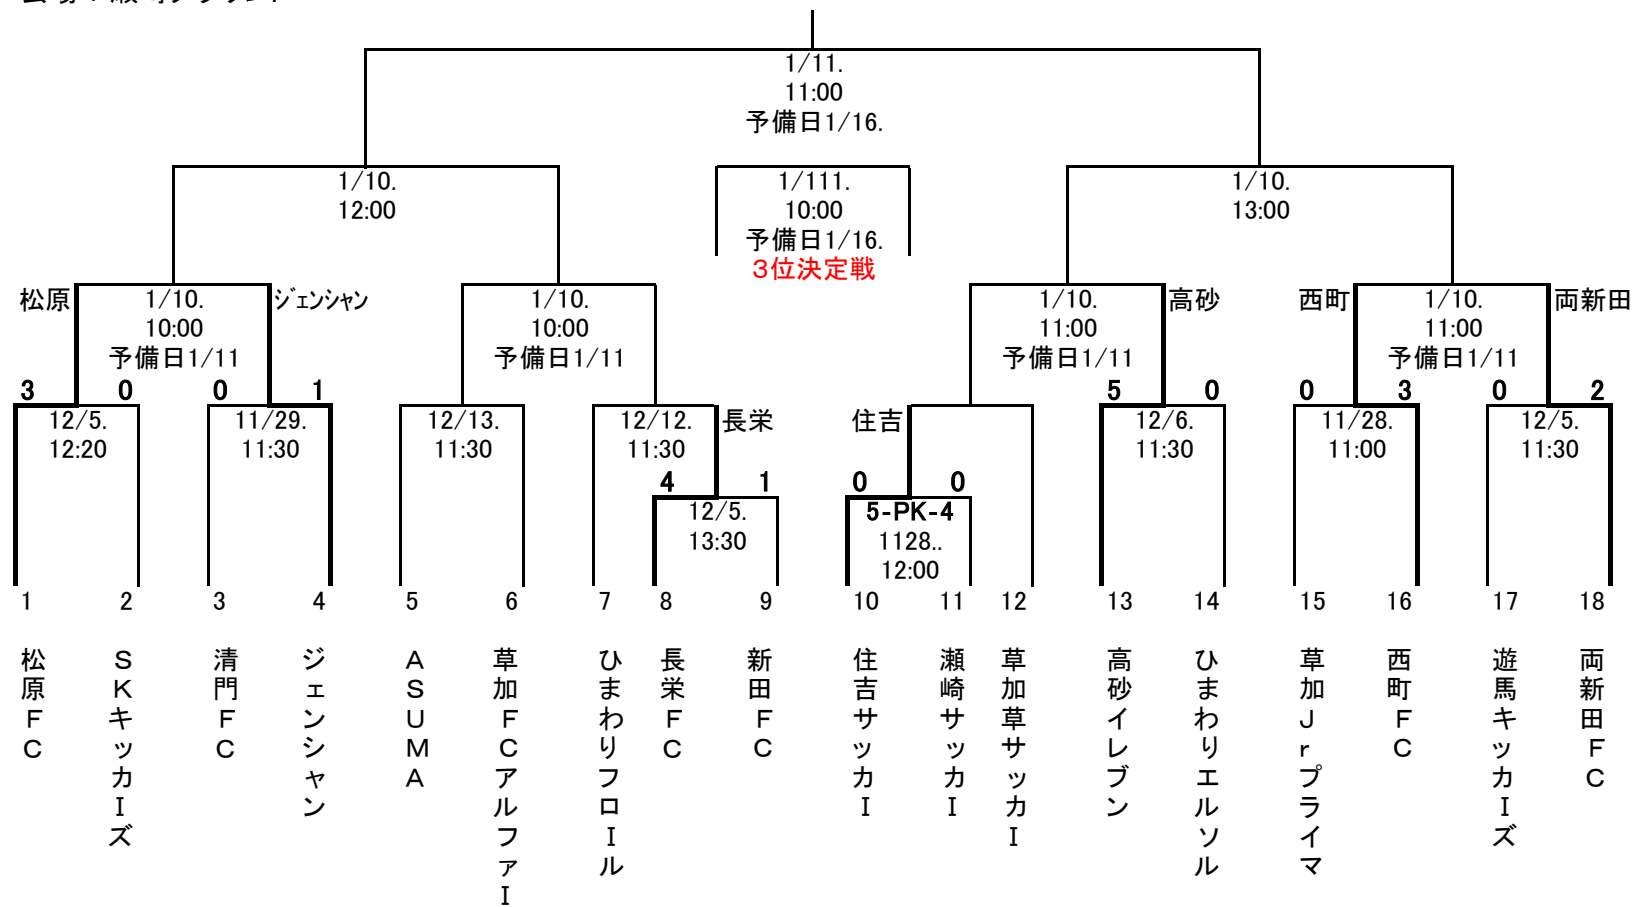 1/11.
11:00
予備日1/16.
1/10.
12:00
1/111.
10:00
予備日1/16.
3位決定戦
1/10.
13:00
松原
1/10.
10:00
予備日1/11
ジェンシャン
1/10.
10:00
予備日1/11
1/10.
11:00
予備日1/11
高砂
西町
1/10.
11:00
予備日1/11
両新田
3 0
0 1
5 0
0 3
0 2
12/5.
12:20
11/29.
11:30
12/13.
11:30
12/12.
11:30
長栄
住吉
12/6.
11:30
11/28.
11:00
12/5.
11:30
4 1
12/5.
13:30
0 0
5-PK-4
1128..
12:00
1 2 3 4 5 6 7 8 9 10 11 12 13 14 15 16 17 18
松原FC
SKキッカーズ
清門FC
ジェンシャン
ASUMA
草加FCアルファー
ひまわりフロール
長栄FC
新田FC
住吉サッカー
瀬崎サッカー
草加草サッカー
高砂イレブン
ひまわりエルソル
草加Jrプライマ
西町FC
遊馬キッカーズ
両新田FC